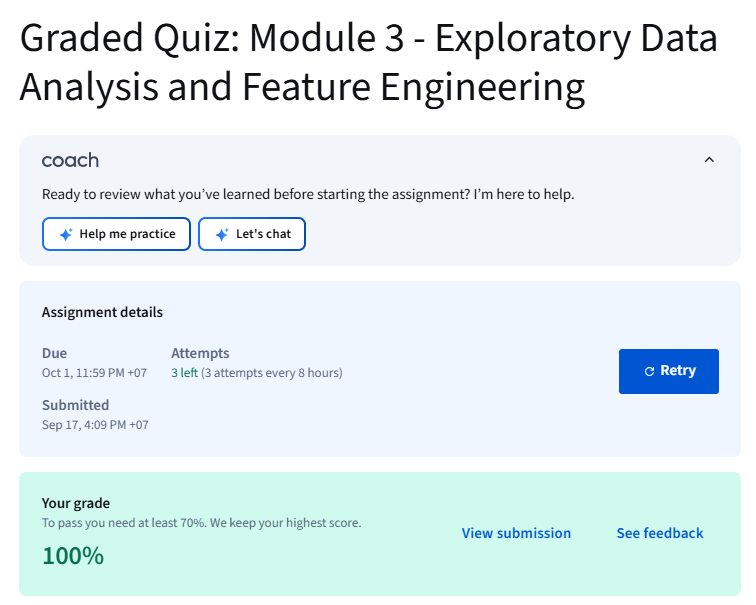 Graded Quiz: Module 3 - Exploratory Data
Analysis and Feature Engineering
coach
Ready to review what you’ve learned before starting the assignment? I’m here to help.
Help me practice
Let's chat
Assignment details
Due
Attempts
Oct 1, 11:59 PM +07
3 left (3 attempts every 8 hours)
Retry
Submitted
Sep 17, 4:09 PM +07
Your grade
To pass you need at least 70%. We keep your highest score.
View submission
See feedback
100%